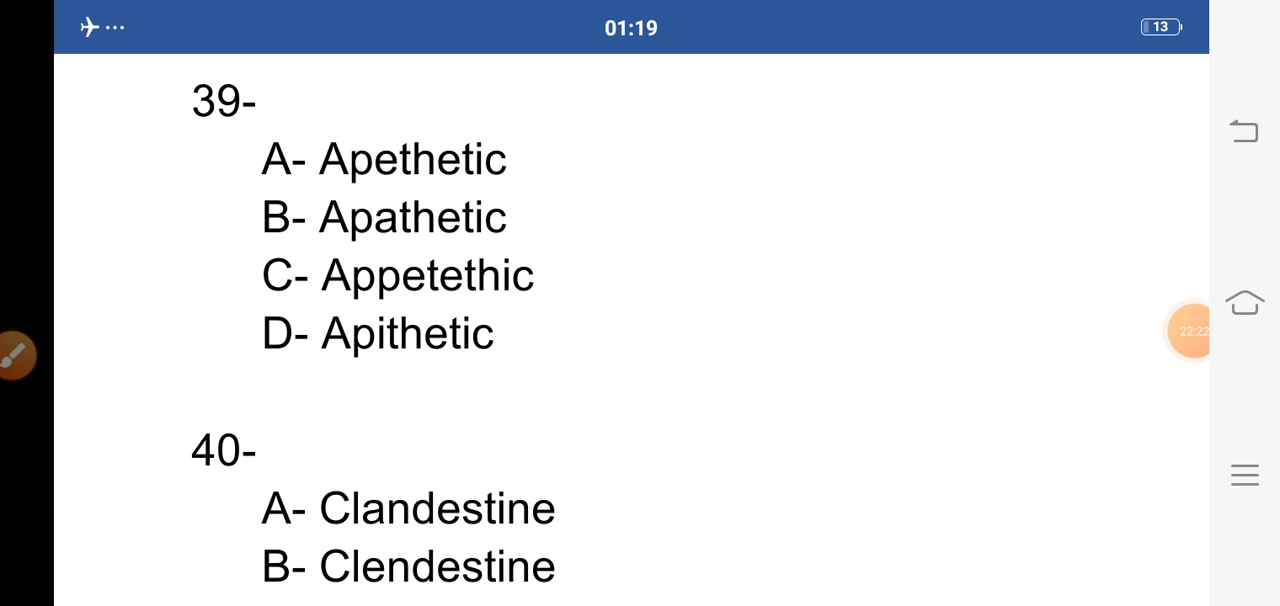 01:19
13
39-
A- Apethetic
B- Apathetic
C- Appetethic
D- Apithetic
22:22
40-
A- Clandestine
B- Clendestine